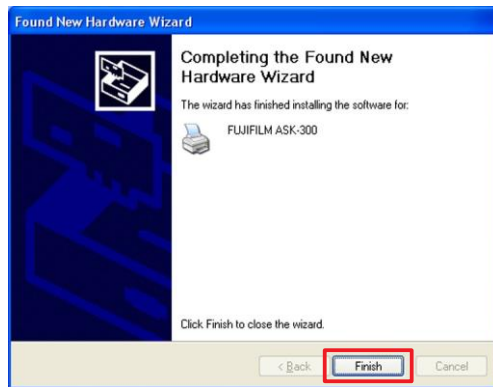 Found New Hardware Wizard
Completing the Found New
Hardware Wizard
The wizard has finished installing the software for:
FUJIFILM ASK-300
Click Finish to close the wizard.
< Back
Finish
Cancel